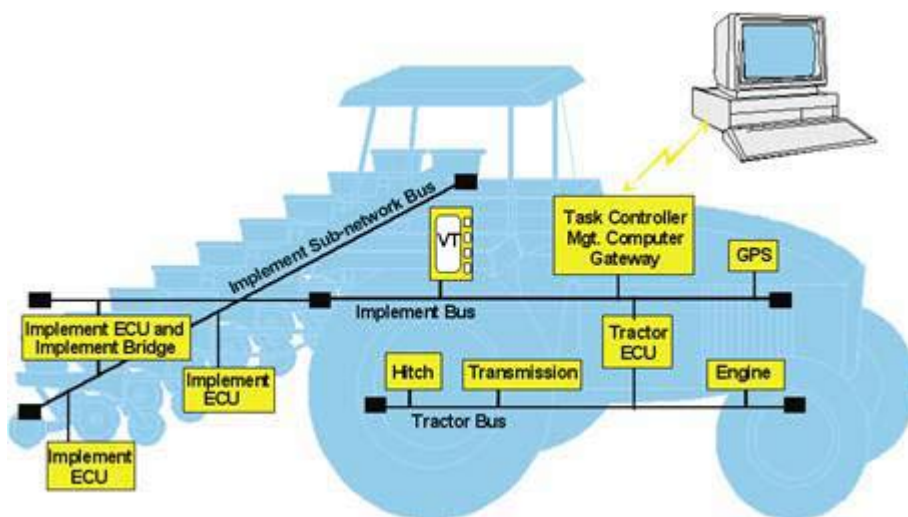 Implement Sub-network Bus
VT
Task Controller
Mgt. Computer
Gateway
GPS
Implement Bus
Implement ECU and
Implement Bridge
Tractor
ECU
Implement
ECU
Hitch
Transmission
Engine
Tractor Bus
Implement
ECU